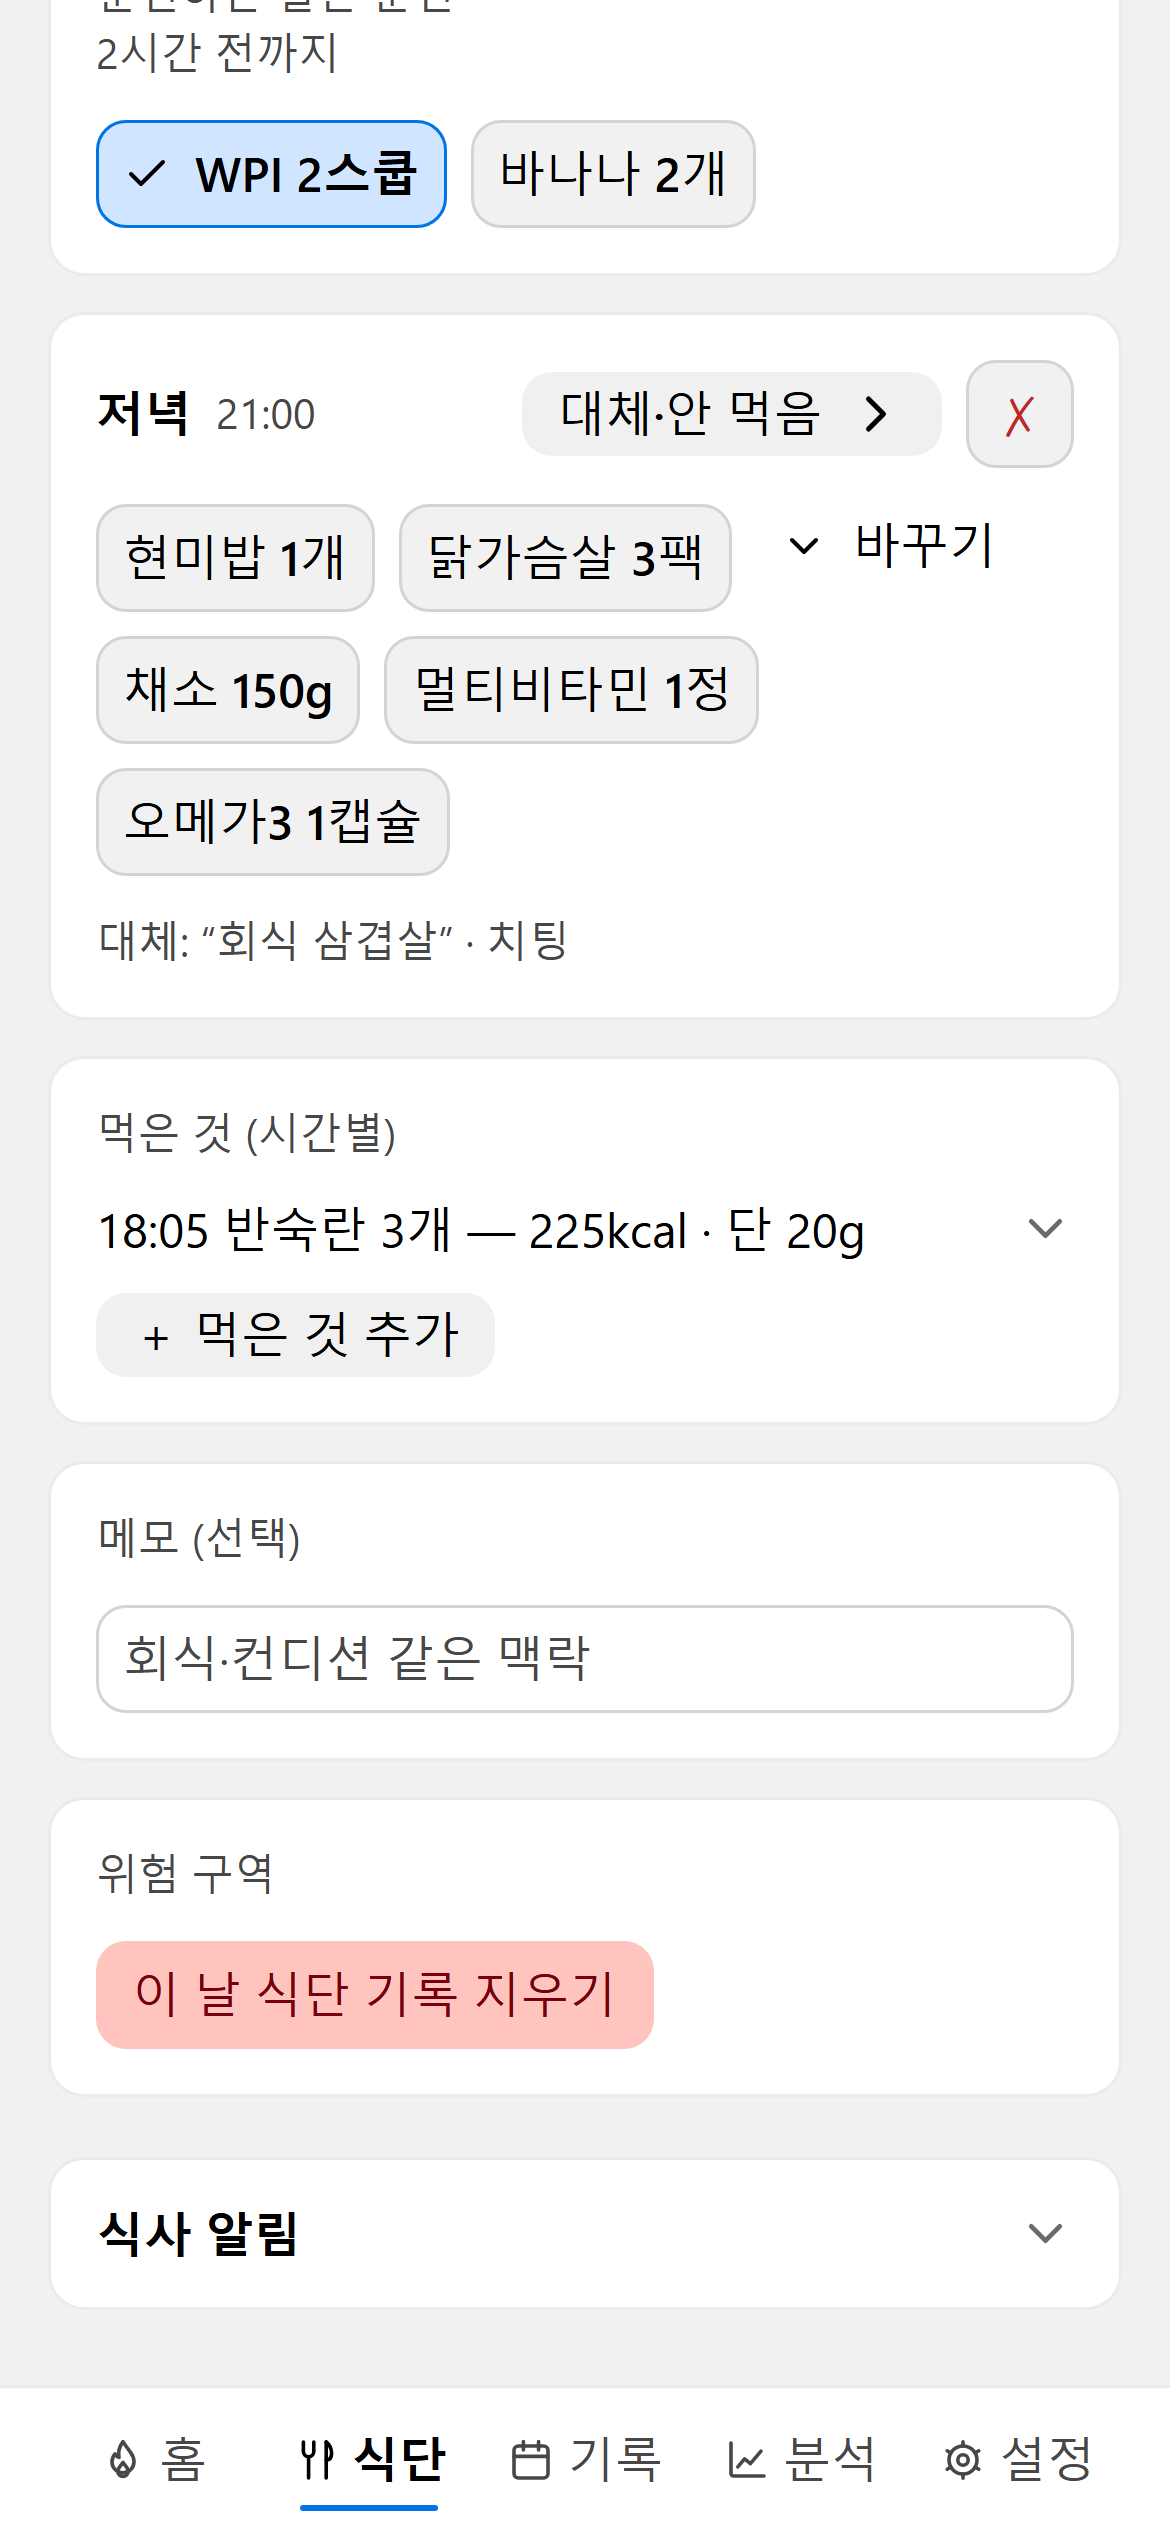 2시간 전까지
WPI 2스쿱
바나나 2개
저녁 21:00
대체·안 먹음
현미밥 1개
닭가슴살 3팩
바꾸기
채소 150g
멀티비타민 1정
오메가3 1캡슐
대체: “회식 삼겹살” · 치팅
먹은 것 (시간별)
18:05 반숙란 3개 — 225kcal · 단 20g
+ 먹은 것 추가
메모 (선택)
회식·컨디션 같은 맥락
위험 구역
이 날 식단 기록 지우기
식사 알림
홈
식단
기록
분석
설정